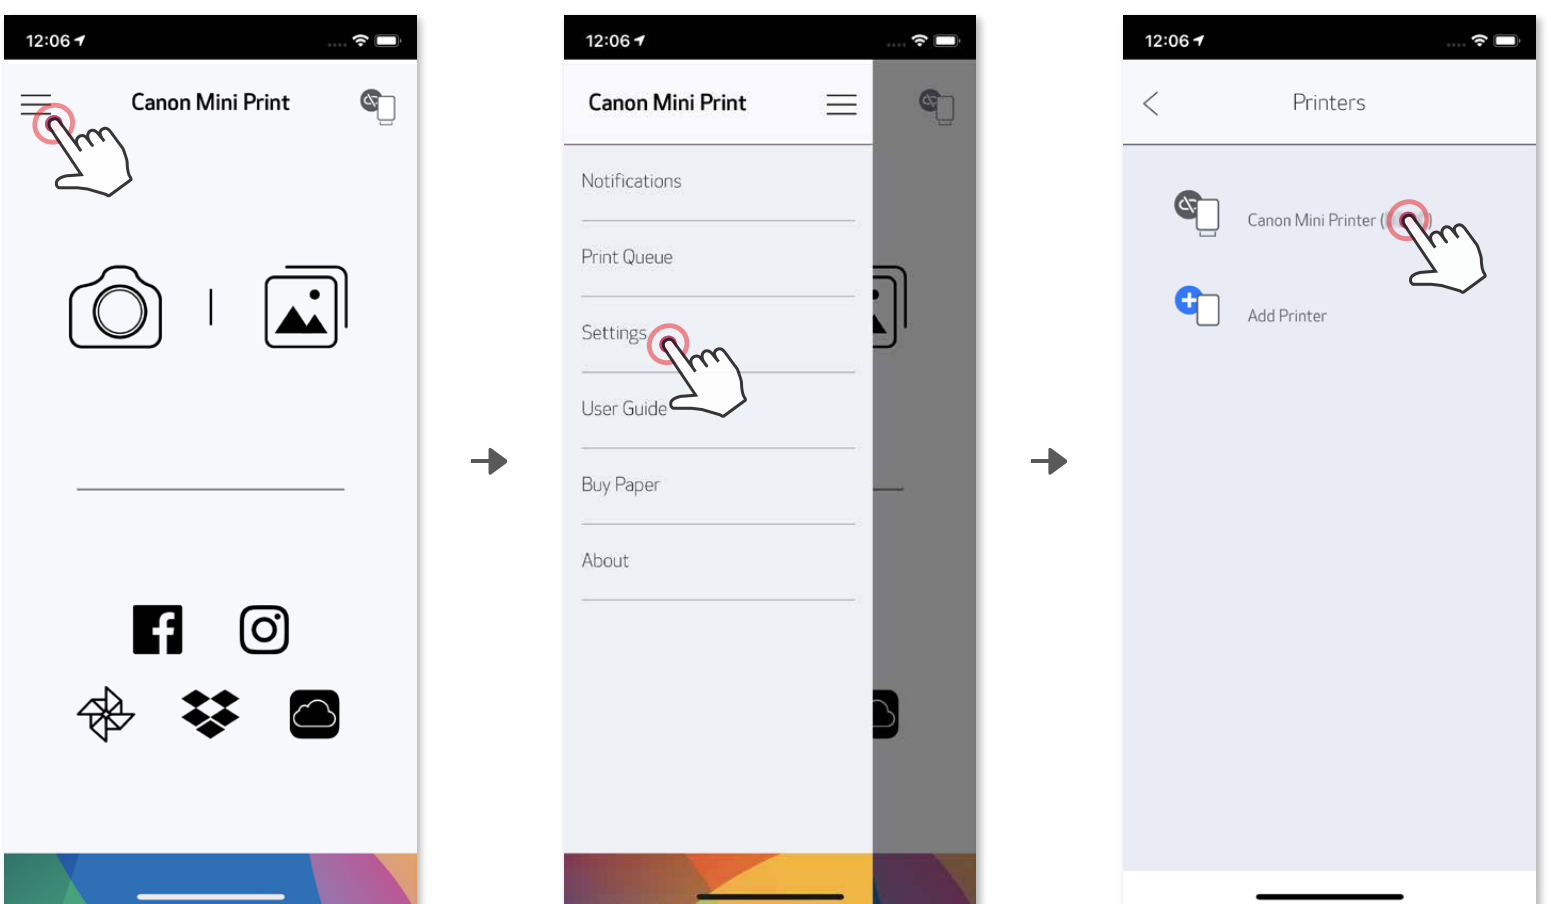 12:06
Canon Mini Print
12:06
Canon Mini Print
Notifications
Print Queue
Settings
User Guide
Buy Paper
About
12:06
Printers
Canon Mini Printer ( )
Add Printer